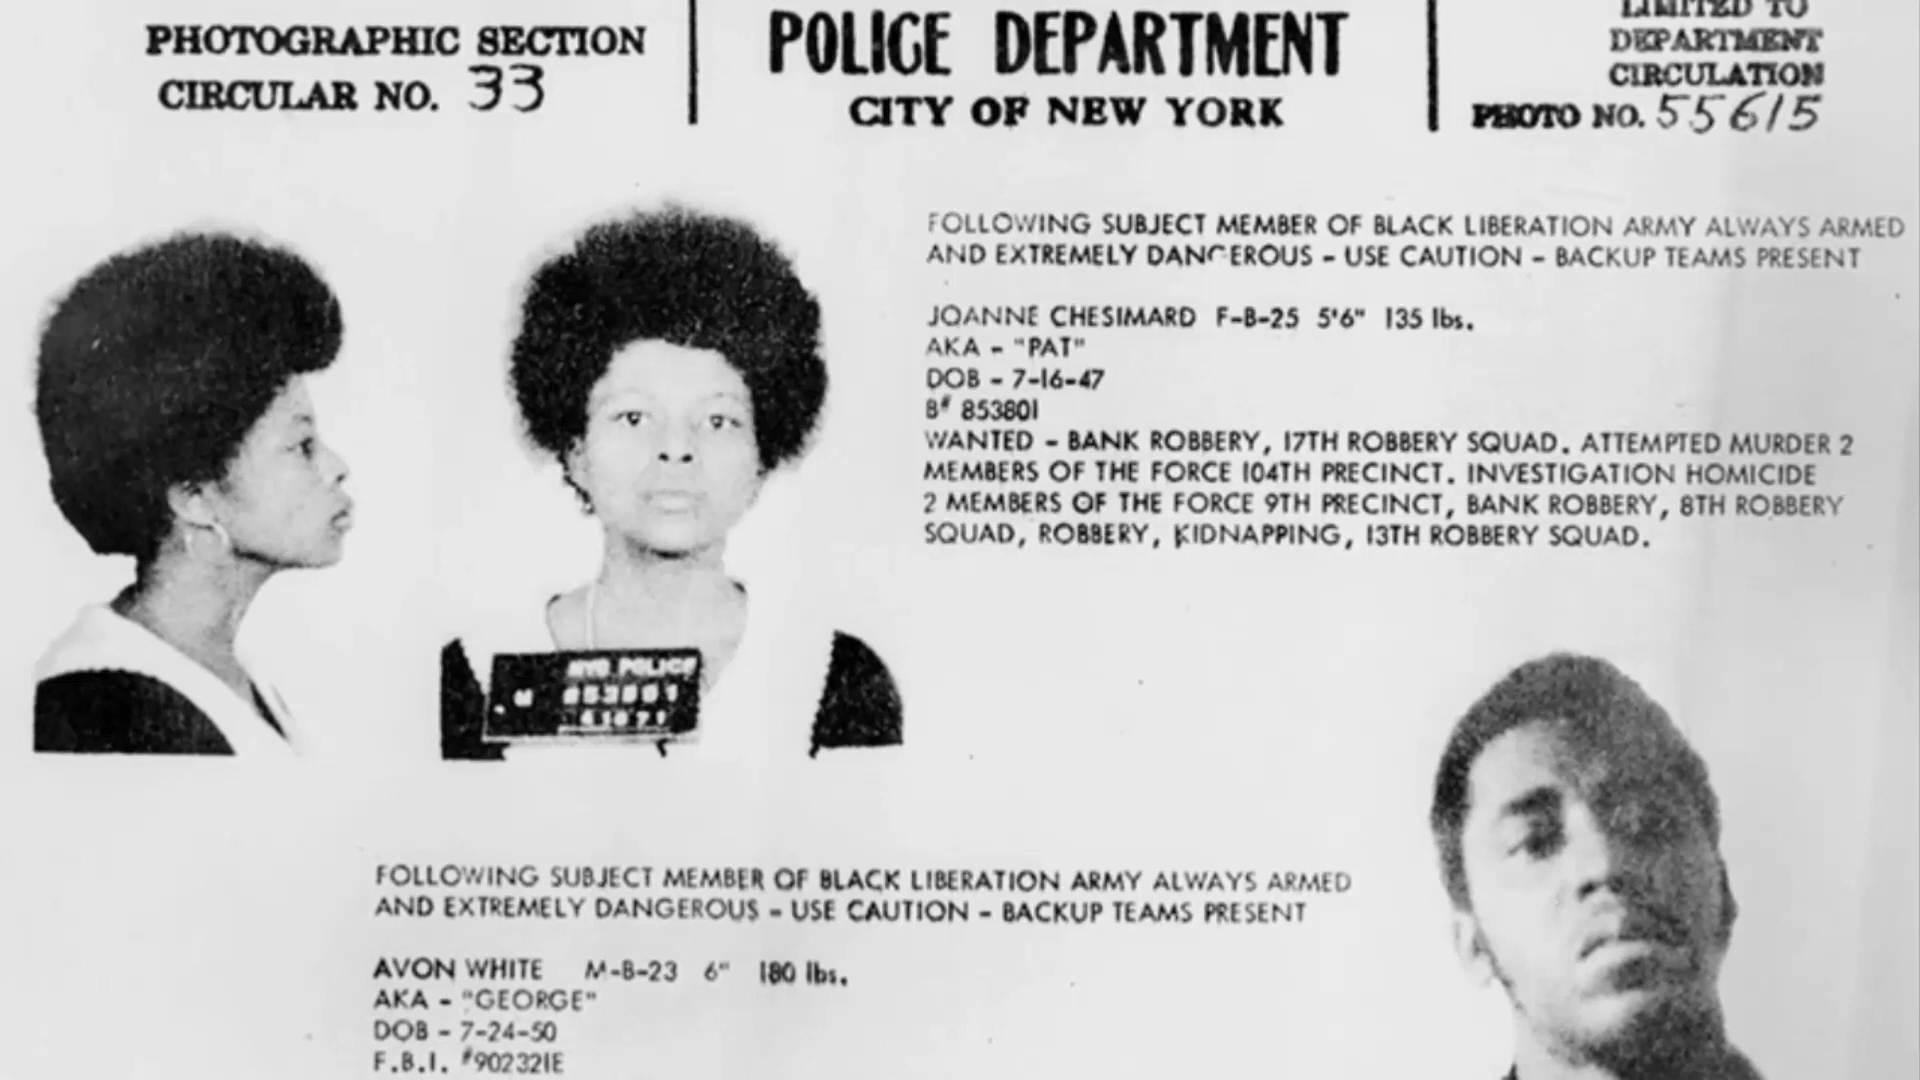 PHOTOGRAPHIC SECTION
CIRCULAR NO. 33
POLICE DEPARTMENT
CITY OF NEW YORK
LIMITED TO
DEPARTMENT
CIRCULATION
PHOTO NO. 55615
FOLLOWING SUBJECT MEMBER OF BLACK LIBERATION ARMY ALWAYS ARMED
AND EXTREMELY DANGEROUS - USE CAUTION - BACKUP TEAMS PRESENT
JOANNE CHESIMARD F-B-25 5'6" 135 lbs.
AKA - "PAT"
DOB - 7-16-47
B# 853801
WANTED - BANK ROBBERY, 17TH ROBBERY SQUAD. ATTEMPTED MURDER 2
MEMBERS OF THE FORCE 104TH PRECINCT. INVESTIGATION HOMICIDE
2 MEMBERS OF THE FORCE 9TH PRECINCT, BANK ROBBERY, 8TH ROBBERY
SQUAD, ROBBERY, KIDNAPPING, 13TH ROBBERY SQUAD.
NYC POLICE
853801
FOLLOWING SUBJECT MEMBER OF BLACK LIBERATION ARMY ALWAYS ARMED
AND EXTREMELY DANGEROUS - USE CAUTION - BACKUP TEAMS PRESENT
AVON WHITE M-B-23 6" 180 lbs.
AKA - "GEORGE"
DOB - 7-24-50
F.B.I. #902321E